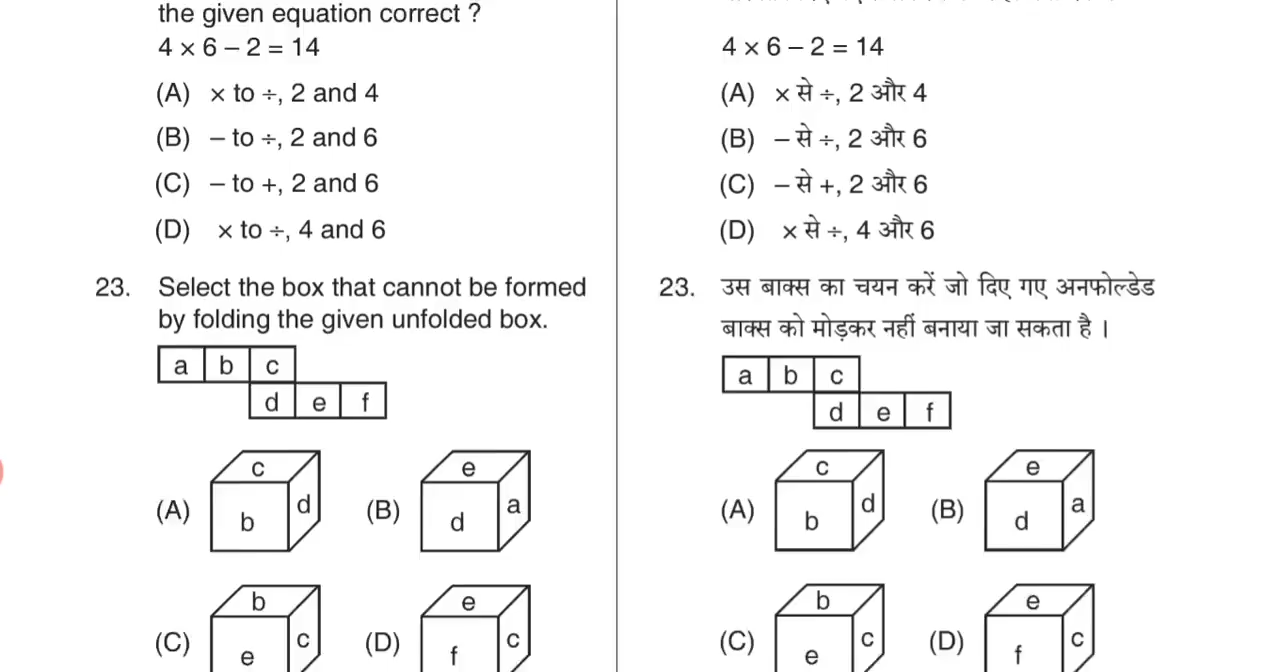 the given equation correct ?
4 × 6 – 2 = 14
(A) × to ÷, 2 and 4
(B) – to ÷, 2 and 6
(C) – to +, 2 and 6
(D) × to ÷, 4 and 6
23. Select the box that cannot be formed
by folding the given unfolded box.
a b c
d e f
(A) c b d (B) e d a
(C) b e c (D) e f c
4 × 6 – 2 = 14
(A) × से ÷, 2 और 4
(B) – से ÷, 2 और 6
(C) – से +, 2 और 6
(D) × से ÷, 4 और 6
23. उस बाक्स का चयन करें जो दिए गए अनफोल्डेड
बाक्स को मोड़कर नहीं बनाया जा सकता है ।
a b c
d e f
(A) c b d (B) e d a
(C) b e c (D) e f c